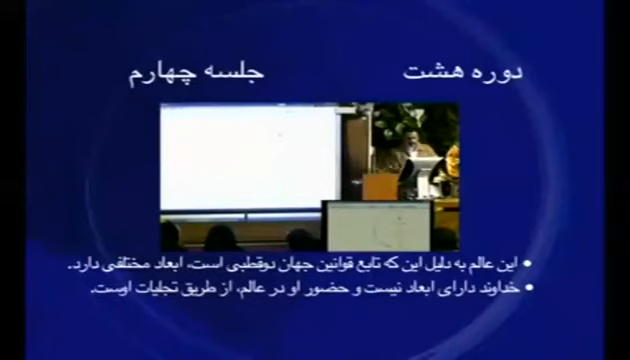 دوره هشت
جلسه چهارم
• این عالم به دلیل این که تابع قوانین جهان دوقطبی است، ابعاد مختلفی دارد.
• خداوند دارای ابعاد نیست و حضور او در عالم، از طریق تجلیات اوست.